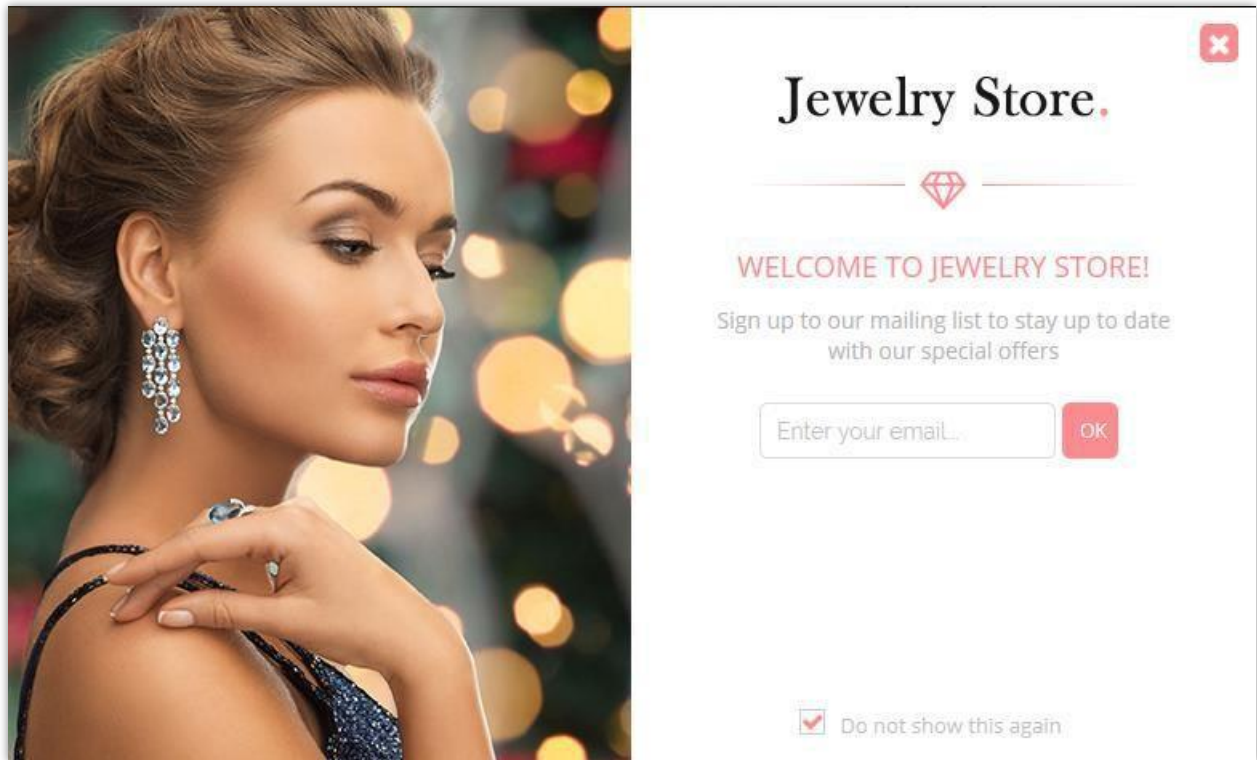 Jewelry Store.
WELCOME TO JEWELRY STORE!
Sign up to our mailing list to stay up to date
with our special offers
Enter your email...
OK
Do not show this again